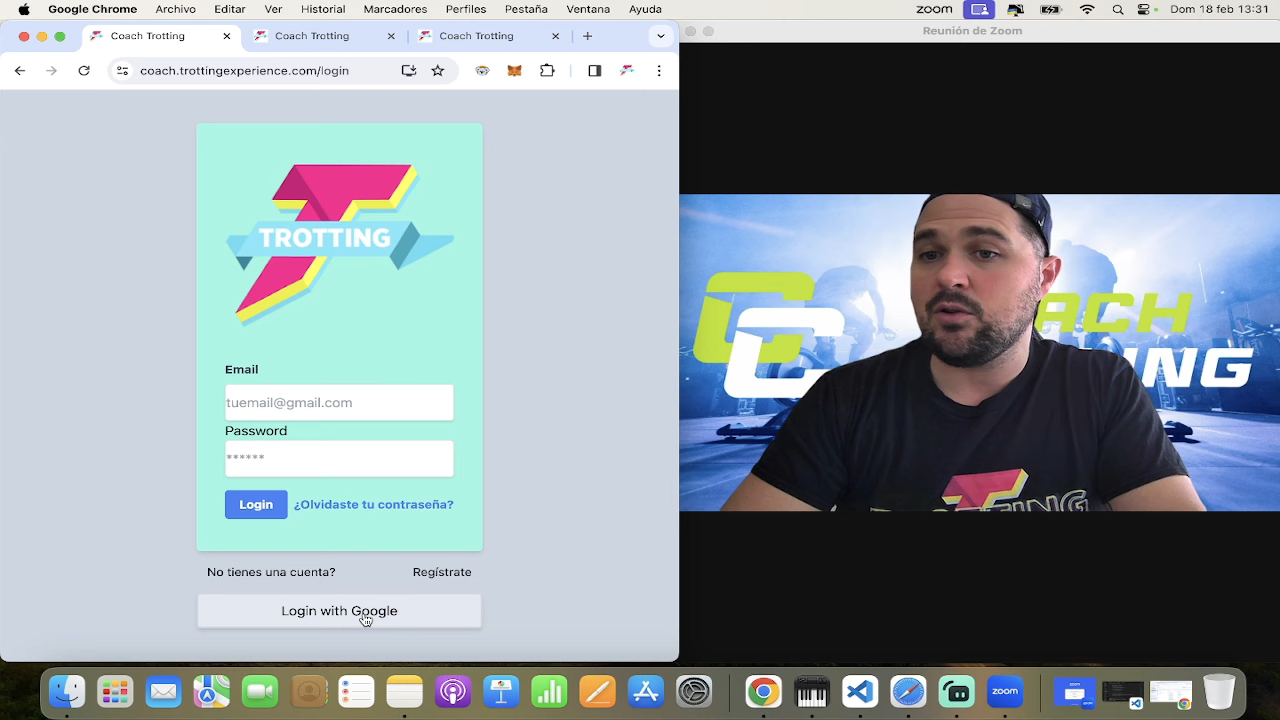 Google Chrome Archivo Editar Ver Historial Marcadores Perfiles Pestaña Ventana Ayuda zoom Dom 18 feb 13:31
Coach Trotting Coach Trotting Coach Trotting
Reunión de Zoom
coach.trottingexperience.com/login
TROTTING
Email
tuemail@gmail.com
Password
******
Login ¿Olvidaste tu contraseña?
No tienes una cuenta? Regístrate
Login with Google
zoom